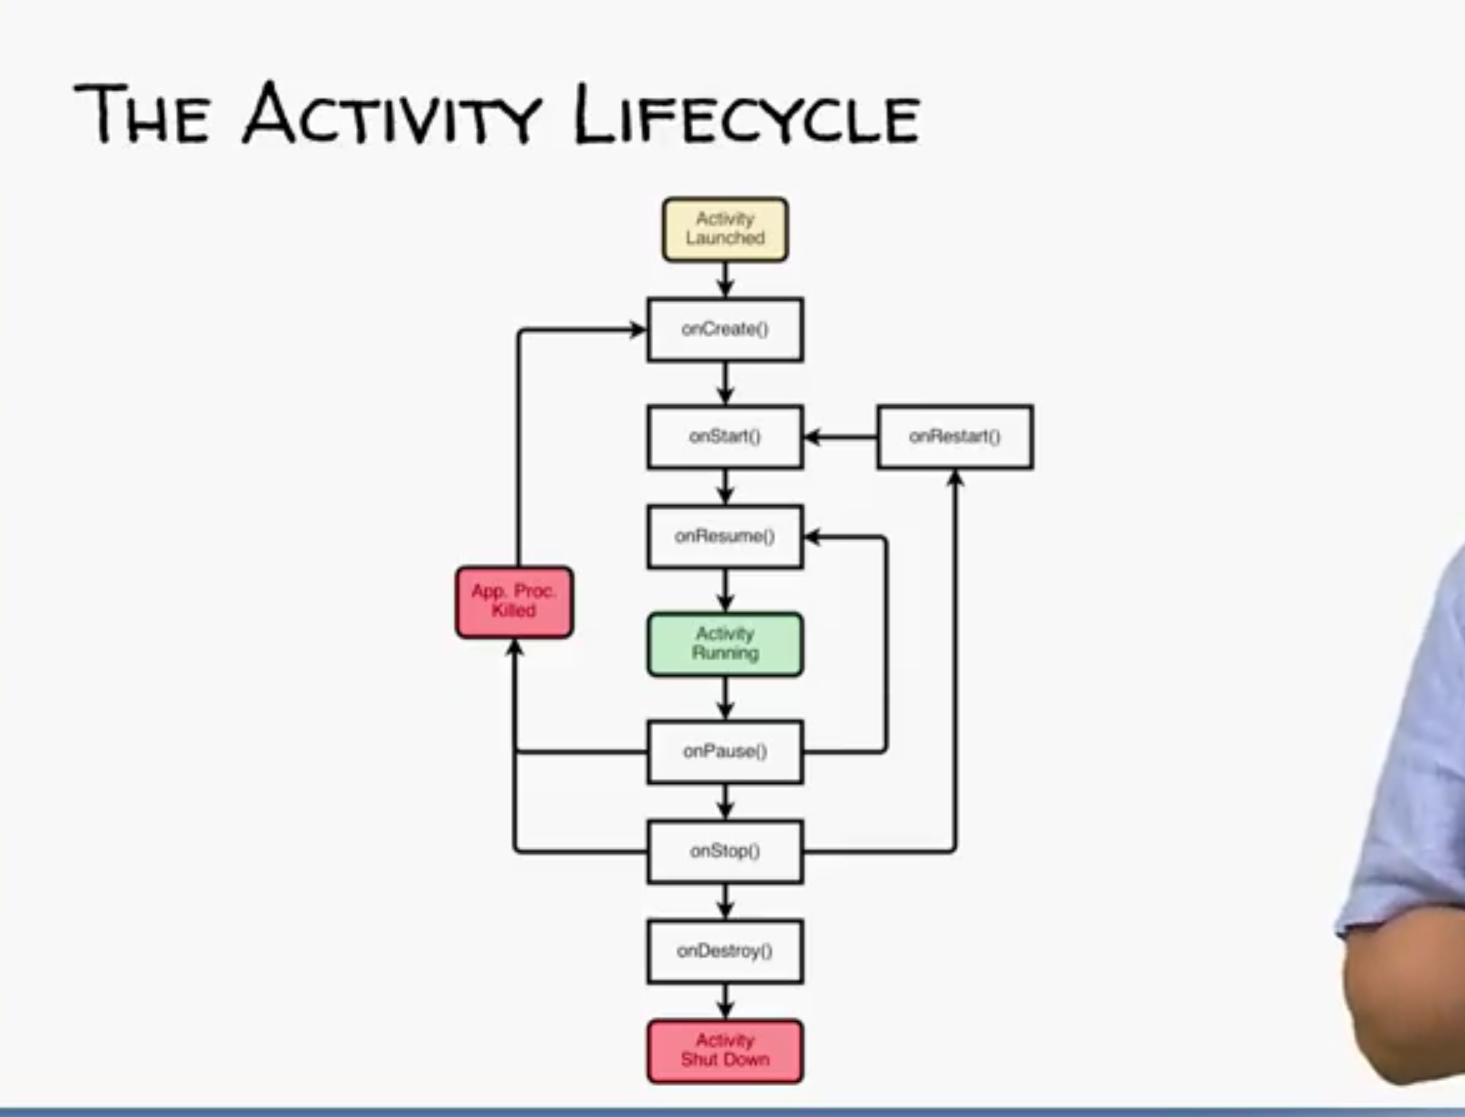 THE ACTIVITY LIFECYCLE
Activity
Launched
onCreate()
onStart()
onRestart()
onResume()
App. Proc.
Killed
Activity
Running
onPause()
onStop()
onDestroy()
Activity
Shut Down